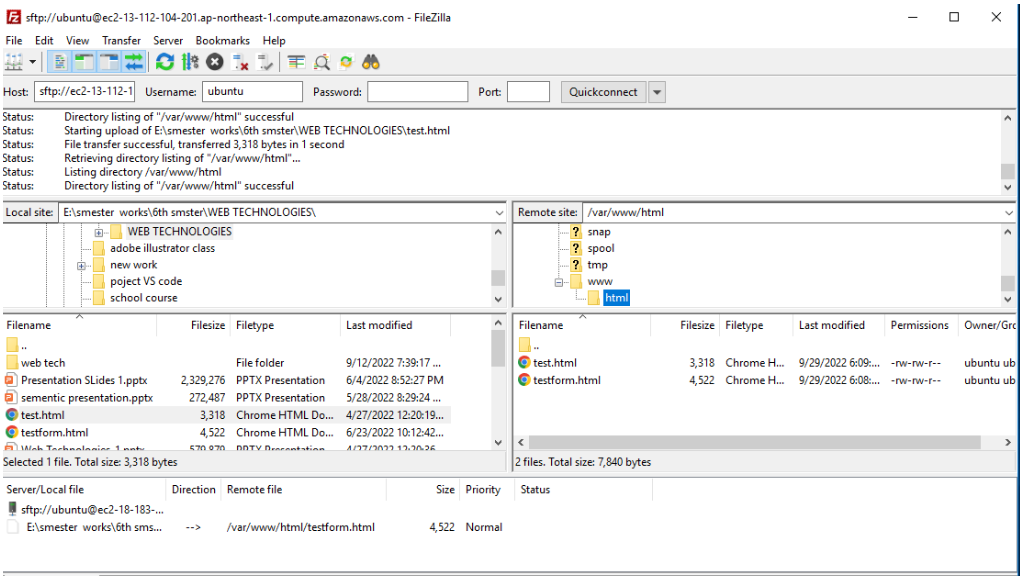 sftp://ubuntu@ec2-13-112-104-201.ap-northeast-1.compute.amazonaws.com - FileZilla
File Edit View Transfer Server Bookmarks Help
Host: sftp://ec2-13-112-1 Username: ubuntu Password: Port: Quickconnect
Status: Directory listing of "/var/www/html" successful
Status: Starting upload of E:\smester works\6th smster\WEB TECHNOLOGIES\test.html
Status: File transfer successful, transferred 3,318 bytes in 1 second
Status: Retrieving directory listing of "/var/www/html"...
Status: Listing directory /var/www/html
Status: Directory listing of "/var/www/html" successful
Local site: E:\smester works\6th smster\WEB TECHNOLOGIES\
WEB TECHNOLOGIES
adobe illustrator class
new work
poject VS code
school course
Remote site: /var/www/html
snap
spool
tmp
www
html
Filename Filesize Filetype Last modified
..
web tech File folder 9/12/2022 7:39:17 ...
Presentation SLides 1.pptx 2,329,276 PPTX Presentation 6/4/2022 8:52:27 PM
sementic presentation.pptx 272,487 PPTX Presentation 5/28/2022 8:29:24 ...
test.html 3,318 Chrome HTML Do... 4/27/2022 12:20:19...
testform.html 4,522 Chrome HTML Do... 6/23/2022 10:12:42...
Web Technologies 1.pptx 579,879 PPTX Presentation 4/27/2022 12:20:36
Selected 1 file. Total size: 3,318 bytes
Filename Filesize Filetype Last modified Permissions Owner/Grc
..
test.html 3,318 Chrome H... 9/29/2022 6:09:... -rw-rw-r-- ubuntu ub
testform.html 4,522 Chrome H... 9/29/2022 6:08:... -rw-rw-r-- ubuntu ub
2 files. Total size: 7,840 bytes
Server/Local file Direction Remote file Size Priority Status
sftp://ubuntu@ec2-18-183-...
E:\smester works\6th sms... --> /var/www/html/testform.html 4,522 Normal